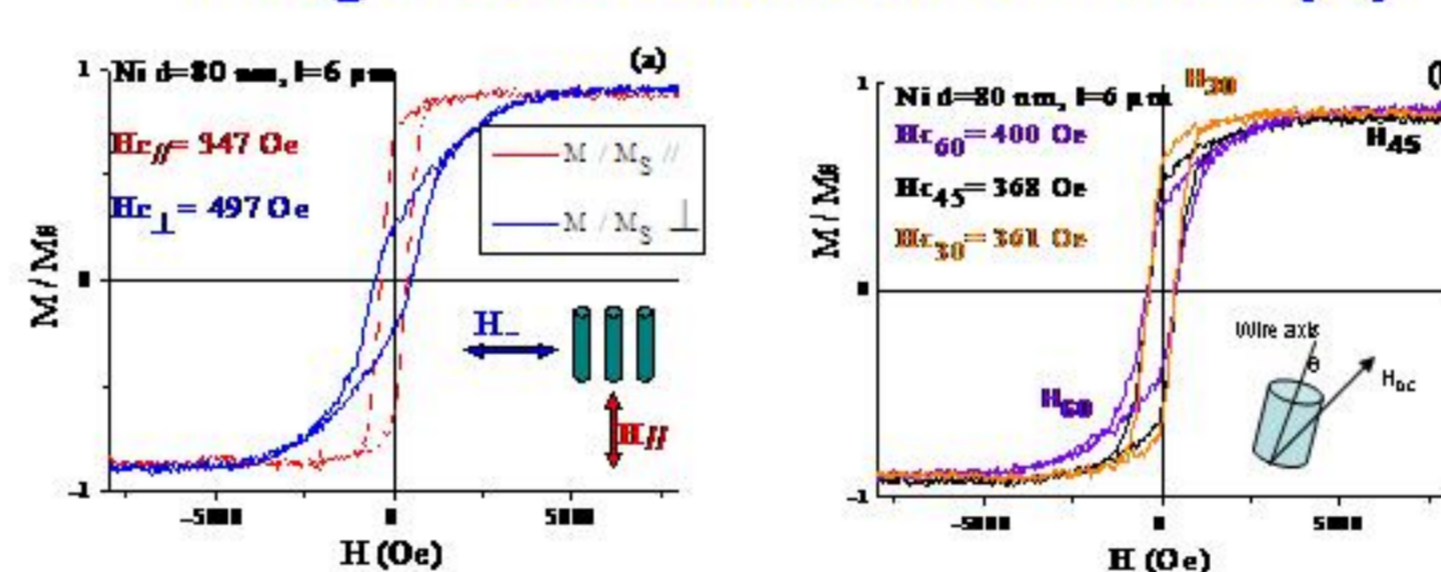 (a)
1
Ni d=80 nm, l=6 µm
Hc//= 347 Oe
Hc⊥ = 497 Oe
M / MS //
M / MS ⊥
M / Ms
0
H
H//
-1
-5000 0 5000
H (Oe)
H30
1
Ni d=80 nm, l=6 µm
Hc60= 400 Oe
H45
Hc45= 368 Oe
Hc30= 361 Oe
M / Ms
0
Wire axis
θ
HDC
H60
-1
-5000 0 5000
H (Oe)